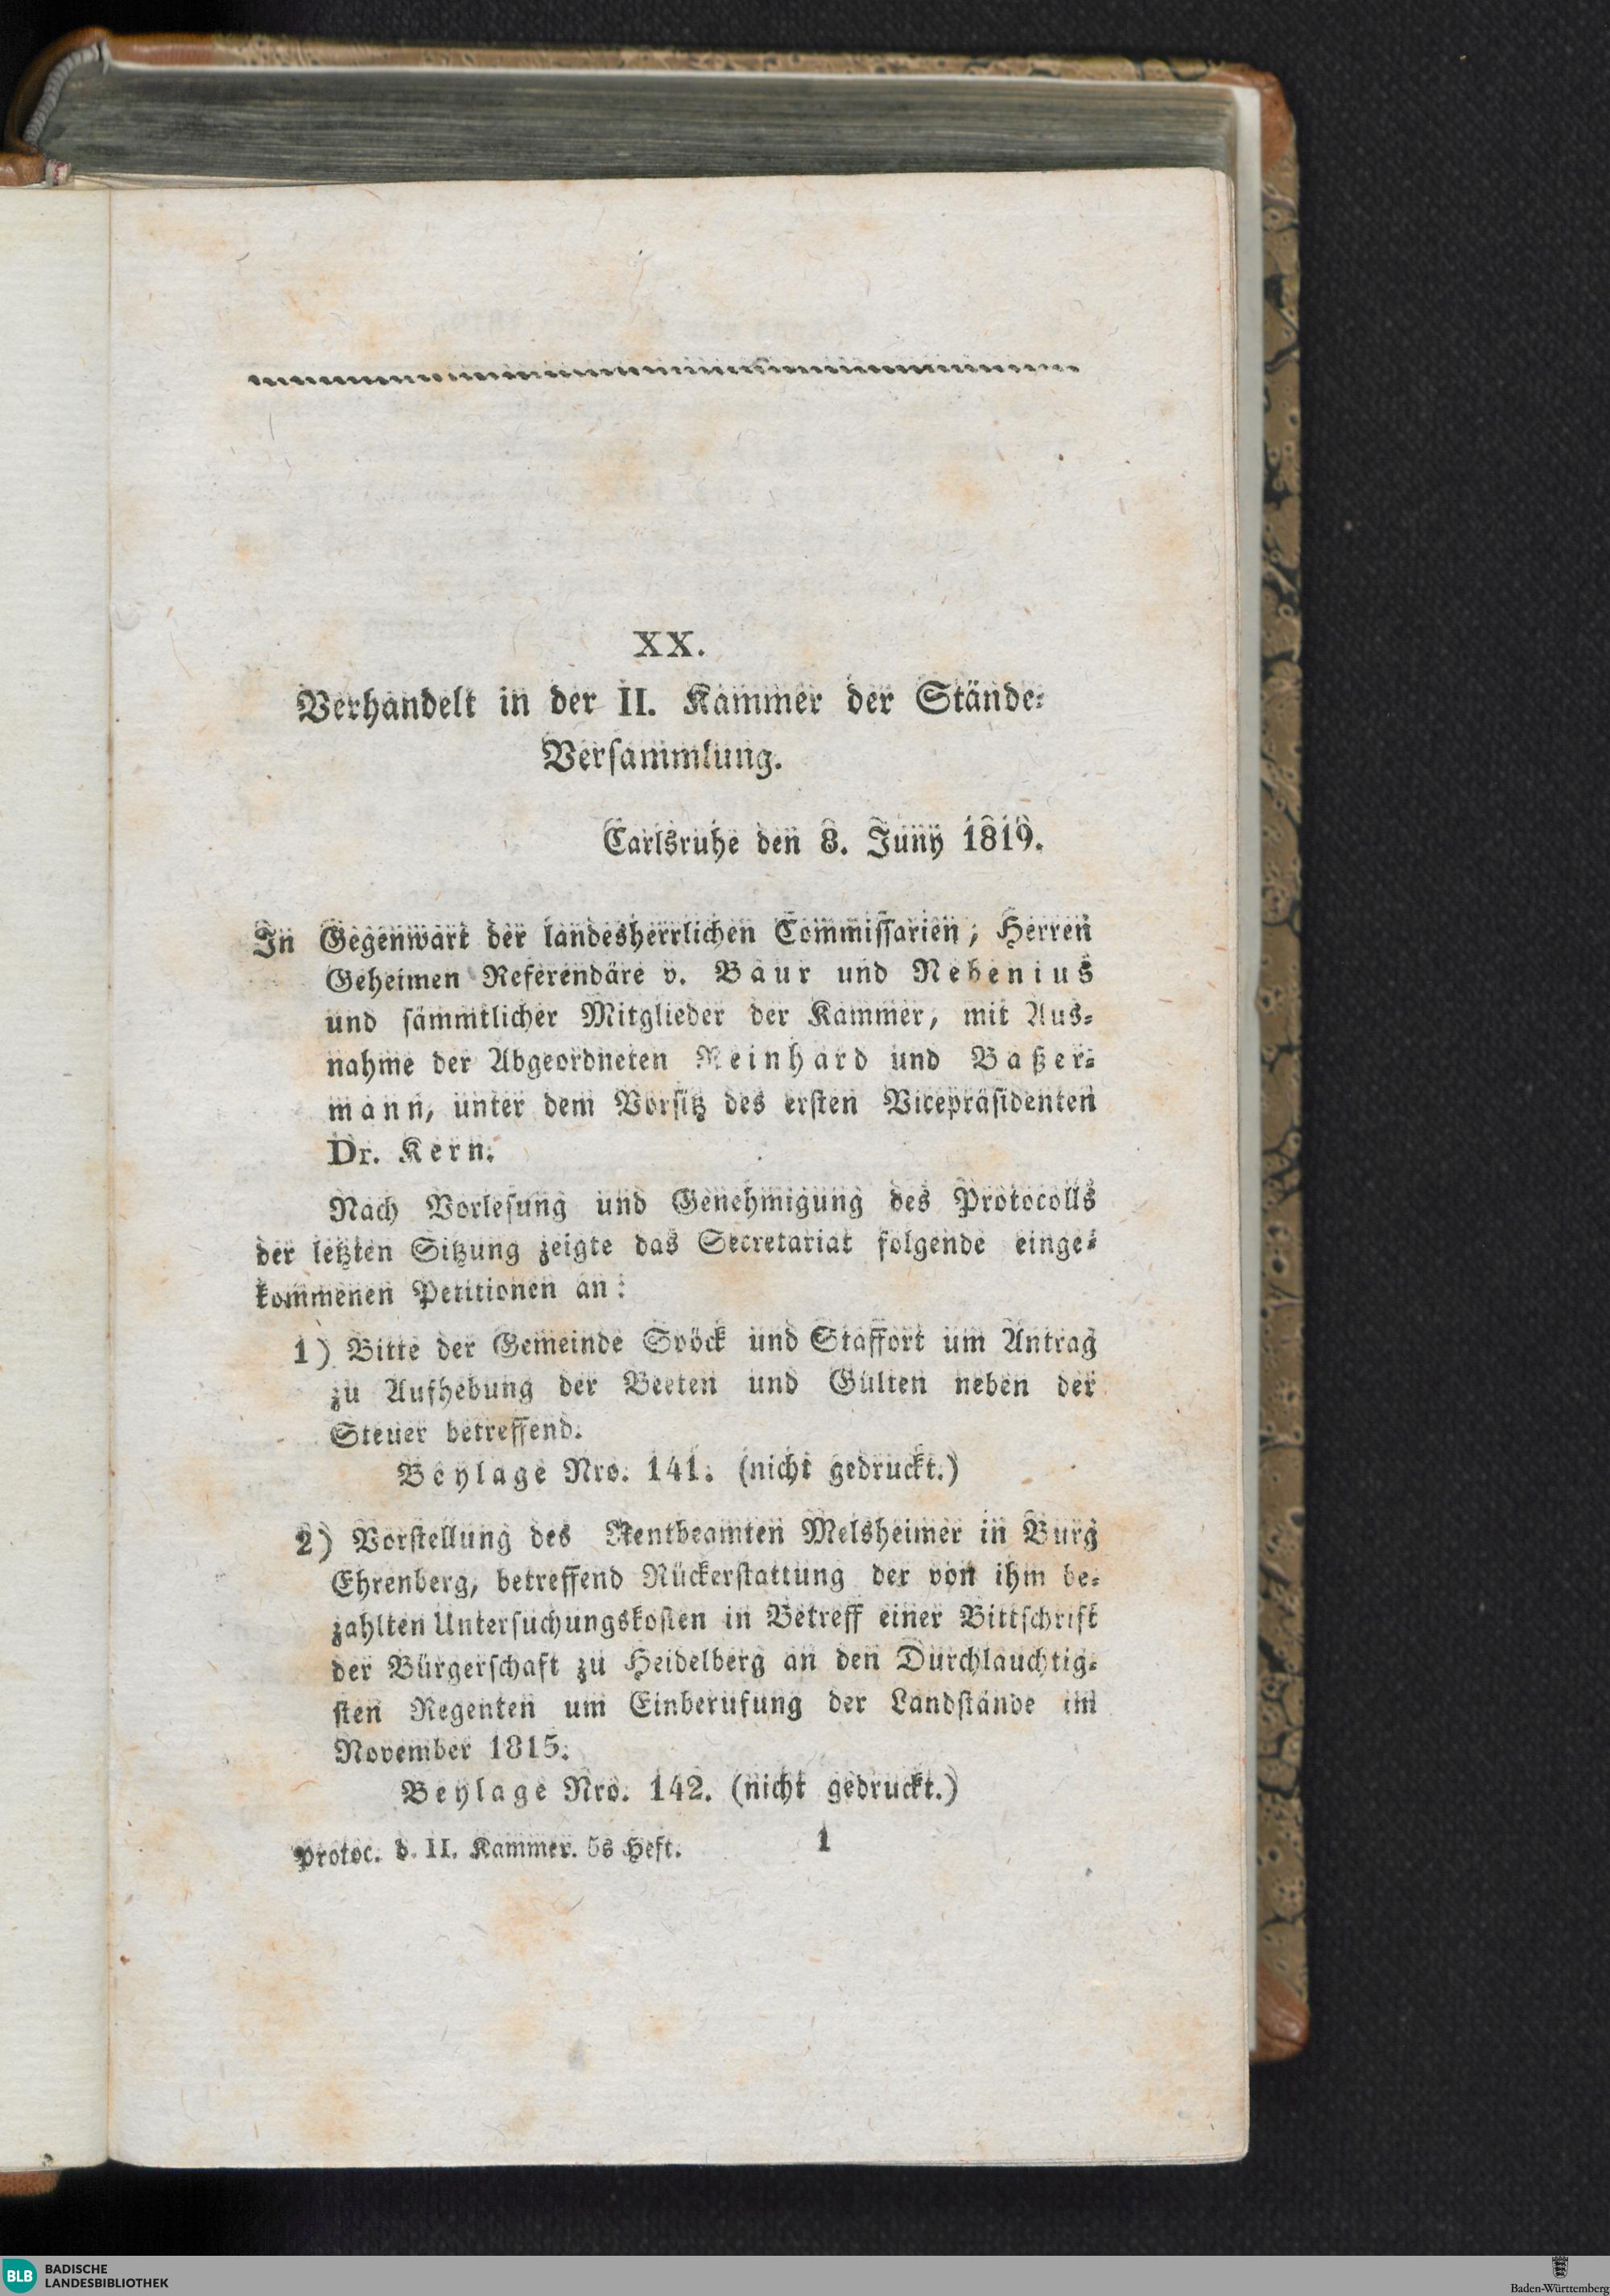 XX.
Verhandelt in der II. Kammer der Stände-
Versammlung.
Carlsruhe den 8. Juny 1819.
In Gegenwart der landesherrlichen Commissarien, Herren
Geheimen Referendäre v. Baur und Nebenius
und sämmtlicher Mitglieder der Kammer, mit Aus-
nahme der Abgeordneten Reinhard und Baßer-
mann, unter dem Vorsitz des ersten Vicepräsidenten
Dr. Kern.
Nach Vorlesung und Genehmigung des Protocolls
der letzten Sitzung zeigte das Secretariat folgende einge-
kommenen Petitionen an:
1) Bitte der Gemeinde Spöck und Staffort um Antrag
zu Aufhebung der Beeten und Gülten neben der
Steuer betreffend.
Beylage Nro. 141. (nicht gedruckt.)
2) Vorstellung des Rentbeamten Melsheimer in Burg
Ehrenberg, betreffend Rückerstattung der von ihm be-
zahlten Untersuchungskosten in Betreff einer Bittschrift
der Bürgerschaft zu Heidelberg an den Durchlauchtig-
sten Regenten um Einberufung der Landstände im
November 1815.
Beylage Nro. 142. (nicht gedruckt.)
Protoc. d. II. Kammer. 5s Heft. 1
BLB BADISCHE
LANDESBIBLIOTHEK
Baden-Württemberg